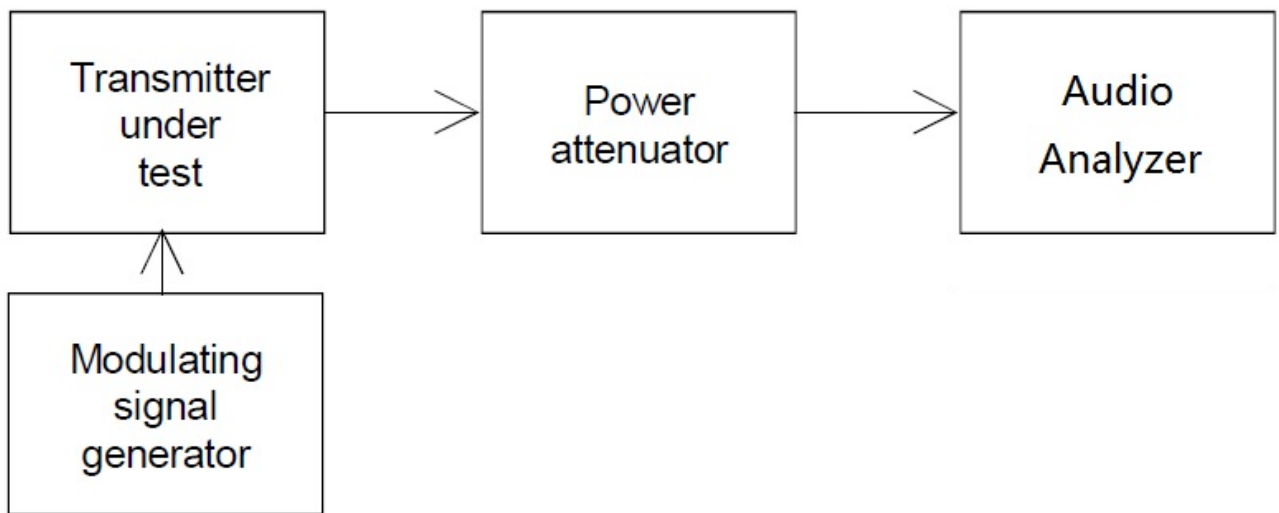 Transmitter
under
test
Power
attenuator
Audio
Analyzer
Modulating
signal
generator